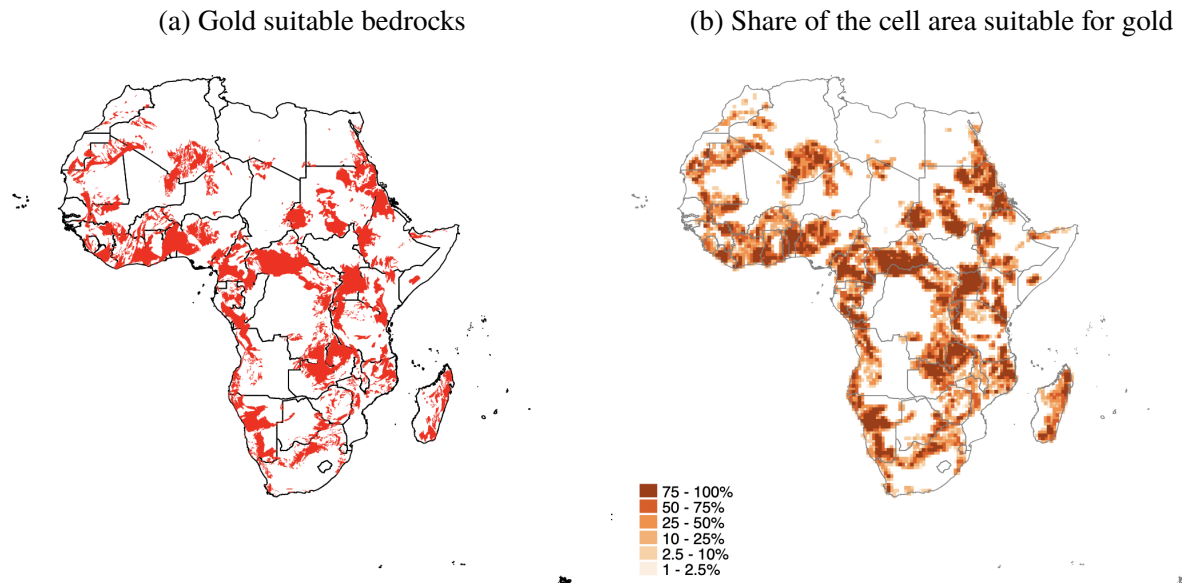 (a) Gold suitable bedrocks
(b) Share of the cell area suitable for gold
75 - 100%
50 - 75%
25 - 50%
10 - 25%
2.5 - 10%
1 - 2.5%